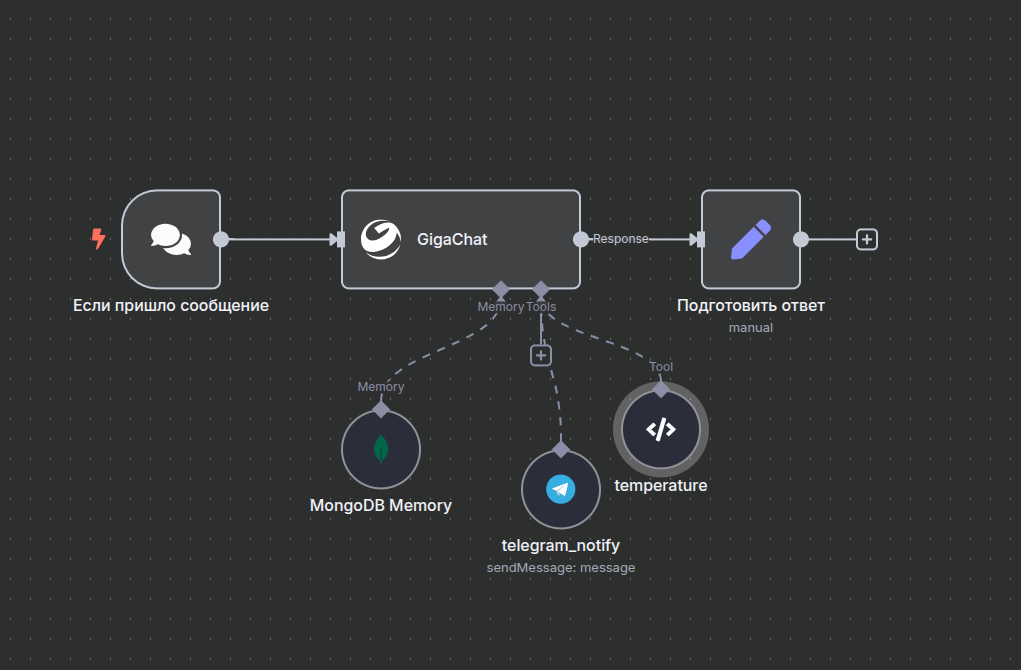 GigaChat
Response
Если пришло сообщение
Memory
Tools
Подготовить ответ
manual
Memory
Tool
MongoDB Memory
temperature
telegram_notify
sendMessage: message